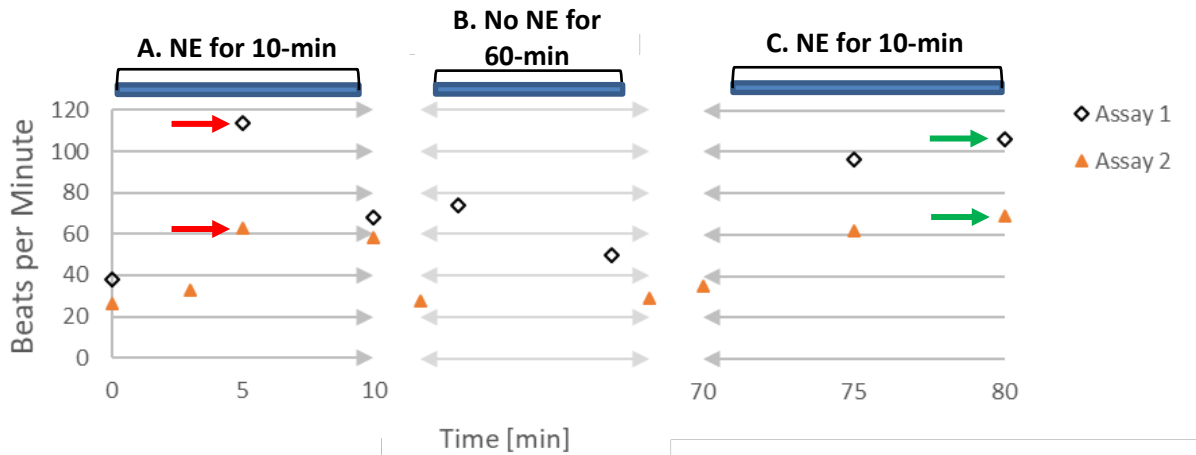 A. NE for 10-min
B. No NE for
60-min
C. NE for 10-min
120
100
80
60
40
20
0
Beats per Minute
0
5
10
70
75
80
Time [min]
Assay 1
Assay 2